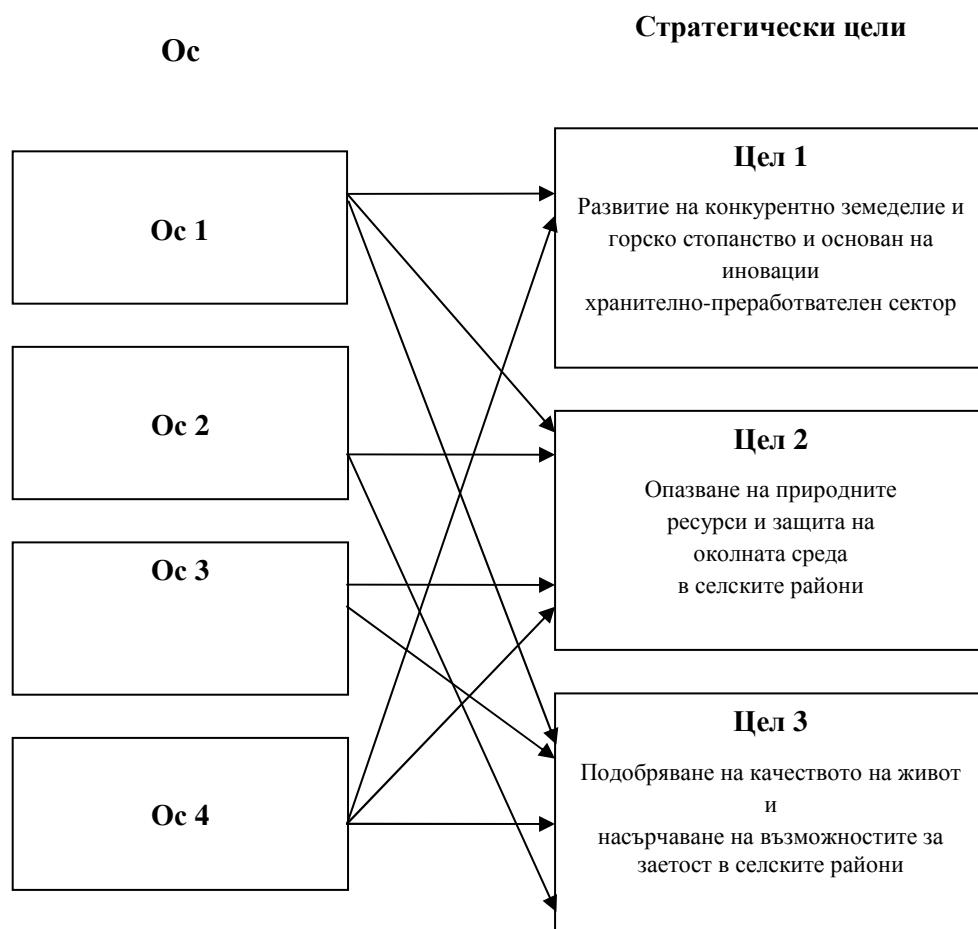 Ос
Стратегически цели
Ос 1
Ос 2
Ос 3
Ос 4
Цел 1
Развитие на конкурентно земеделие и
горско стопанство и основан на
иновации
хранително-преработвателен сектор
Цел 2
Опазване на природните
ресурси и защита на
околната среда
в селските райони
Цел 3
Подобряване на качеството на живот
и
насърчаване на възможностите за
заетост в селските райони